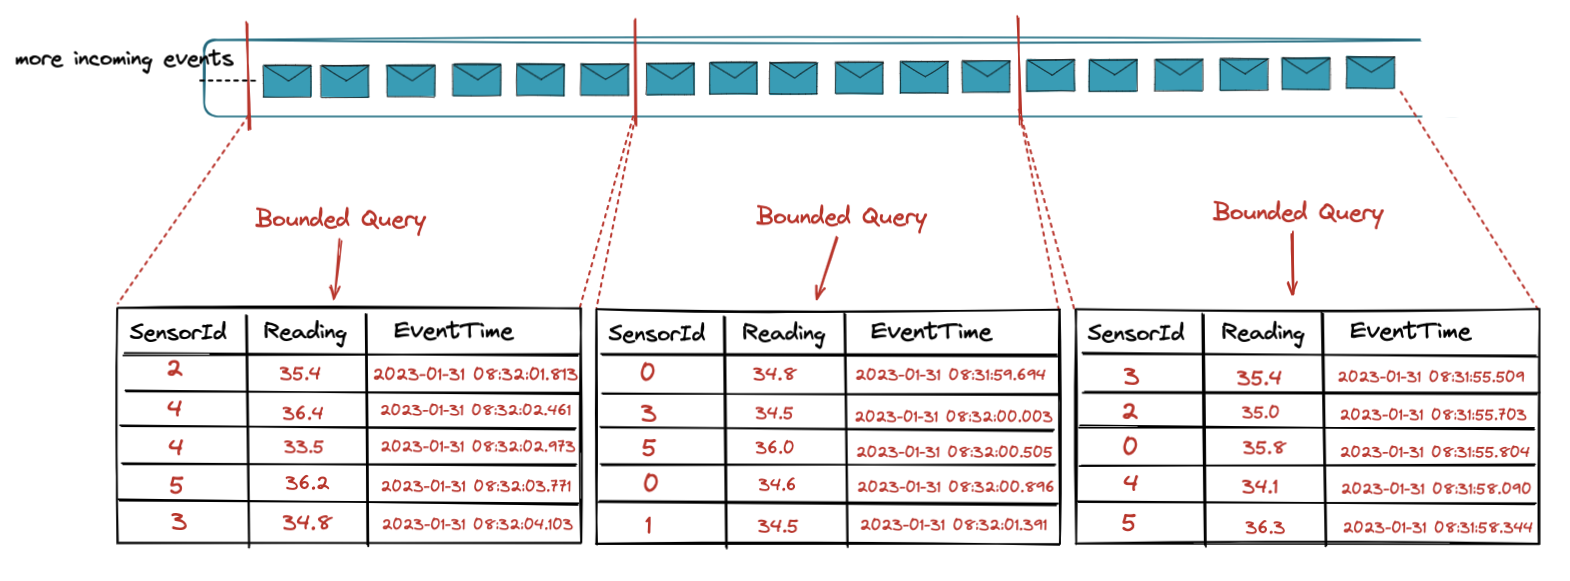 more incoming events
Bounded Query
Bounded Query
Bounded Query
SensorId Reading EventTime
2 35.4 2023-01-31 08:32:01.813
4 36.4 2023-01-31 08:32:02.461
4 33.5 2023-01-31 08:32:02.973
5 36.2 2023-01-31 08:32:03.771
3 34.8 2023-01-31 08:32:04.103
SensorId Reading EventTime
0 34.8 2023-01-31 08:31:59.694
3 34.5 2023-01-31 08:32:00.003
5 36.0 2023-01-31 08:32:00.505
0 34.6 2023-01-31 08:32:00.896
1 34.5 2023-01-31 08:32:01.391
SensorId Reading EventTime
3 35.4 2023-01-31 08:31:55.509
2 35.0 2023-01-31 08:31:55.703
0 35.8 2023-01-31 08:31:55.804
4 34.1 2023-01-31 08:31:58.090
5 36.3 2023-01-31 08:31:58.344